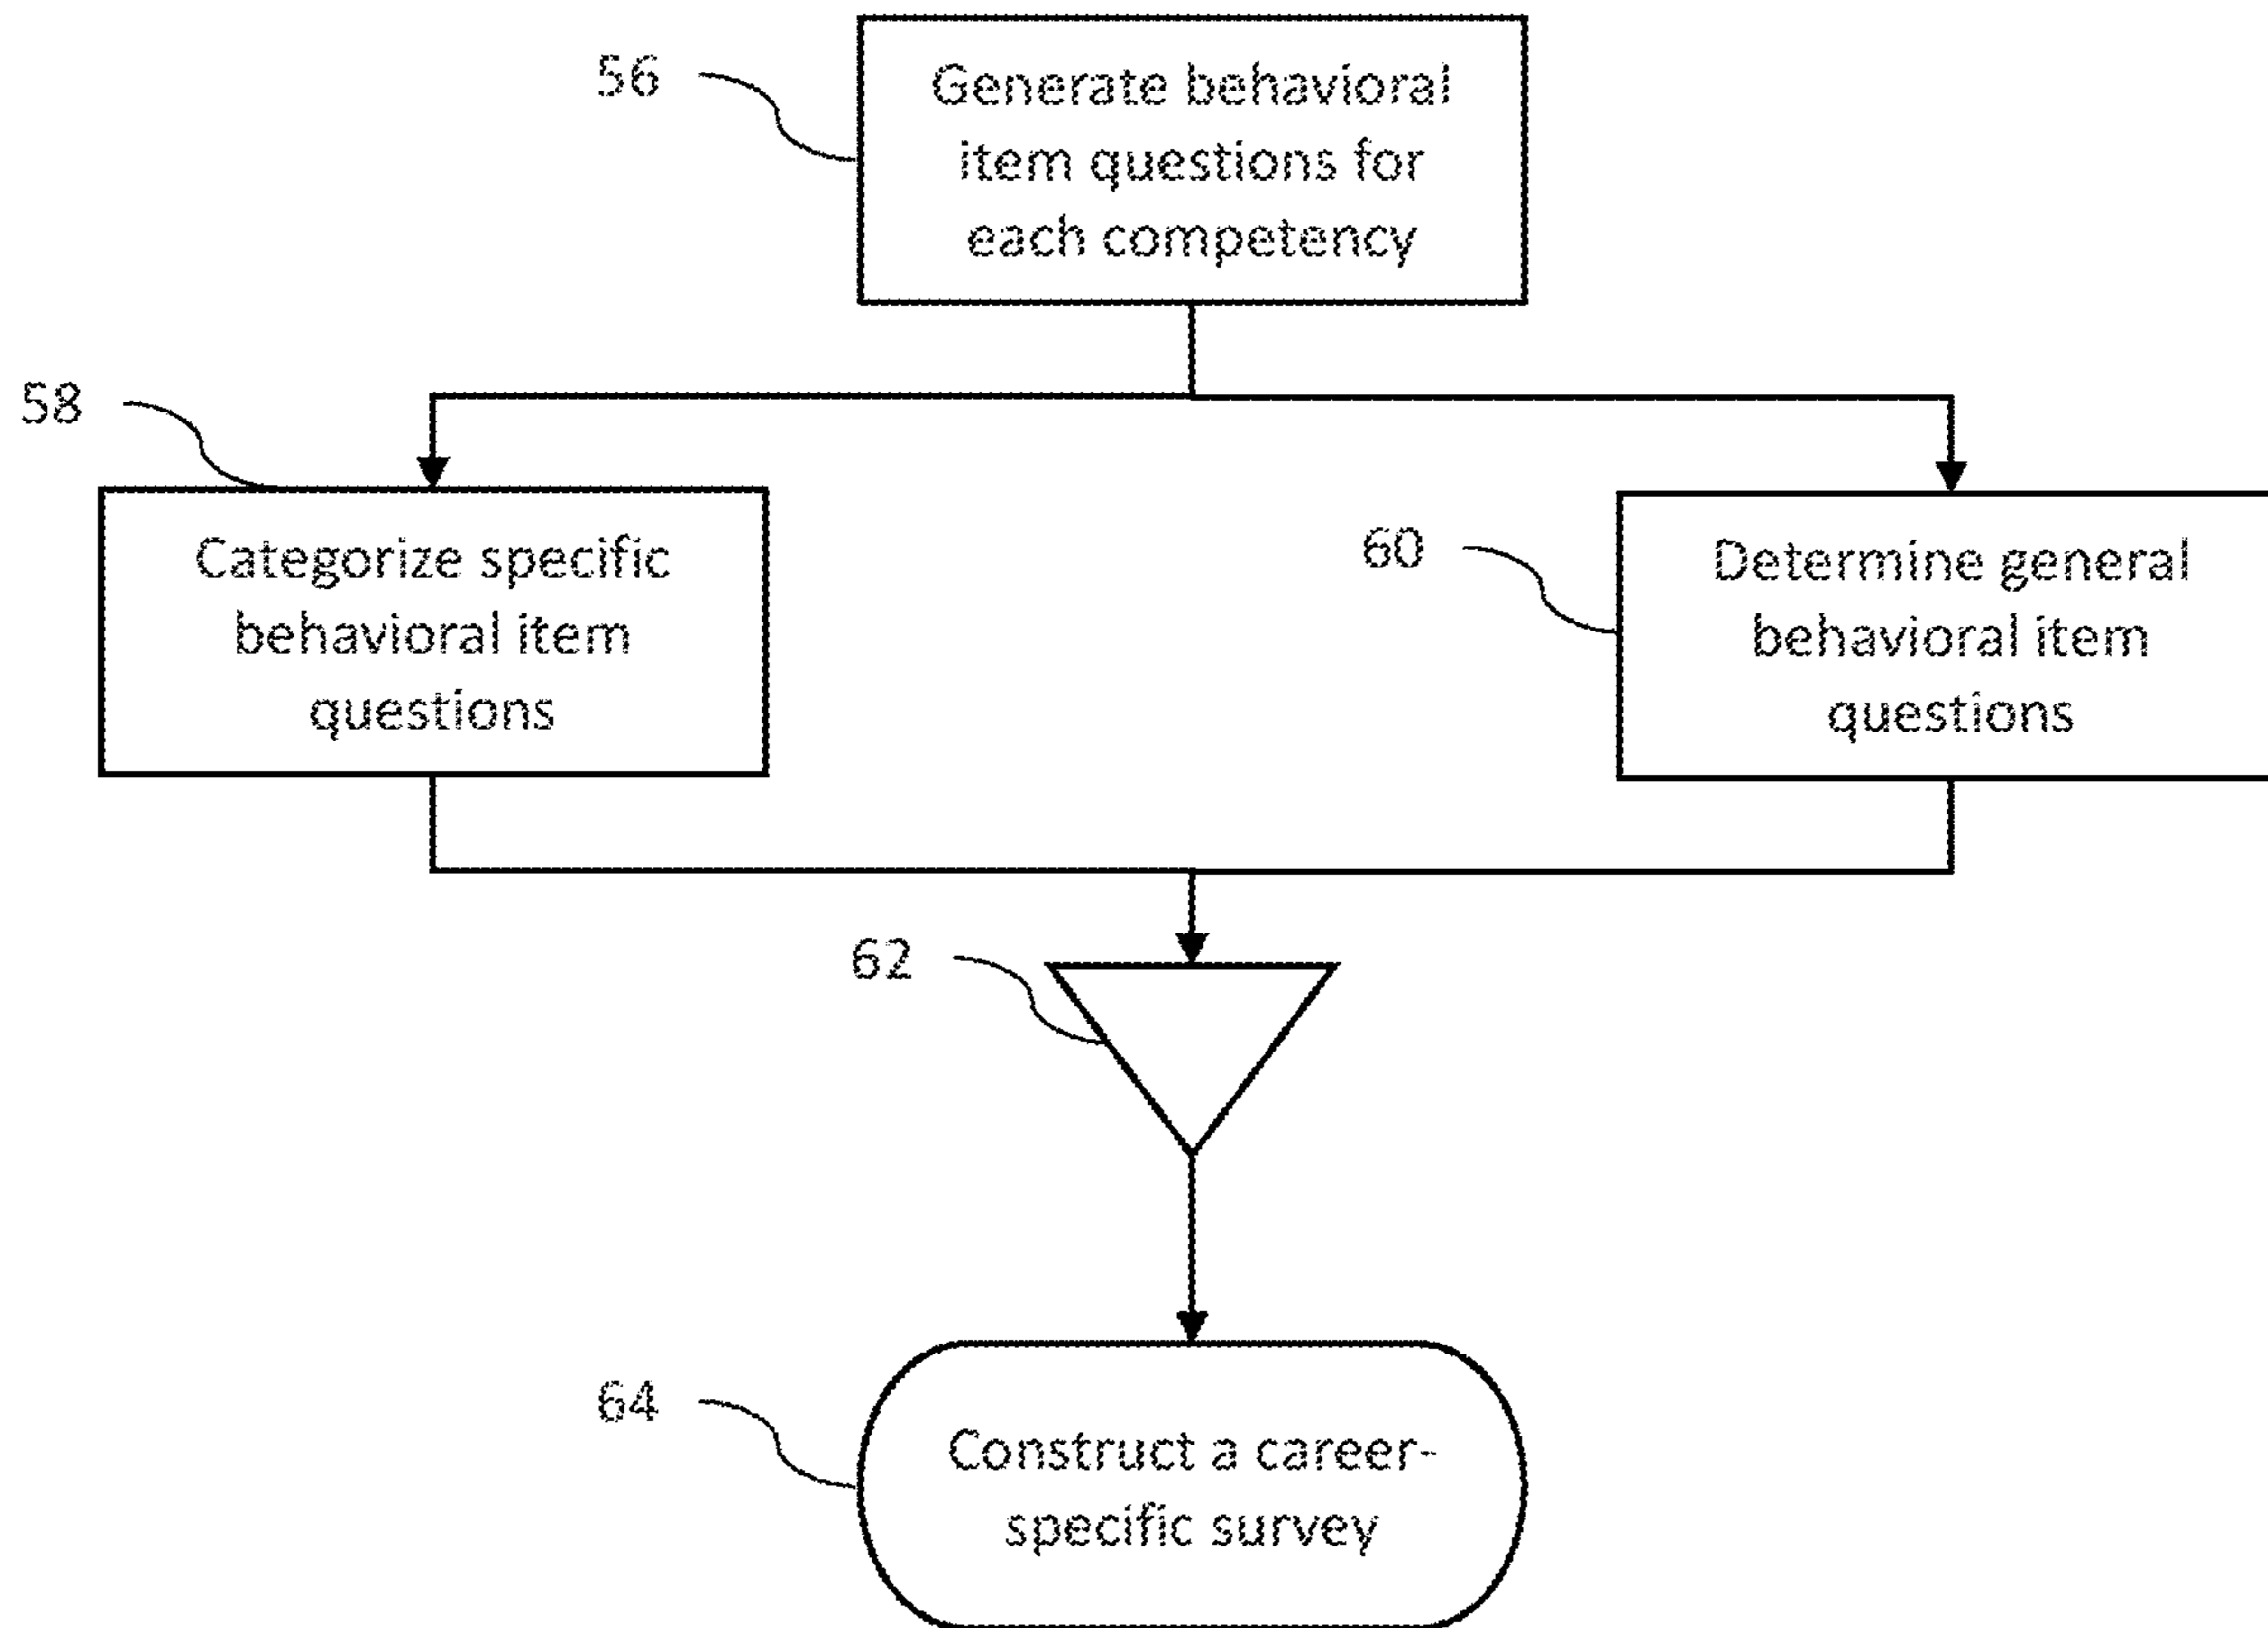 56
Generate behavioral
item questions for
each competency
58
Categorize specific
behavioral item
questions
60
Determine general
behavioral item
questions
62
64
Construct a career-
specific survey